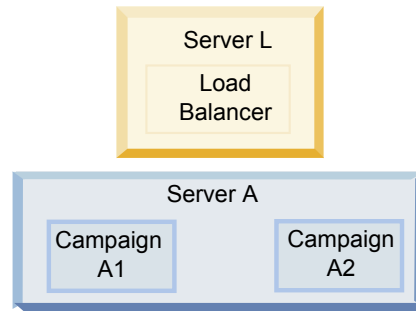 Server L
Load
Balancer
Server A
Campaign
A1
Campaign
A2